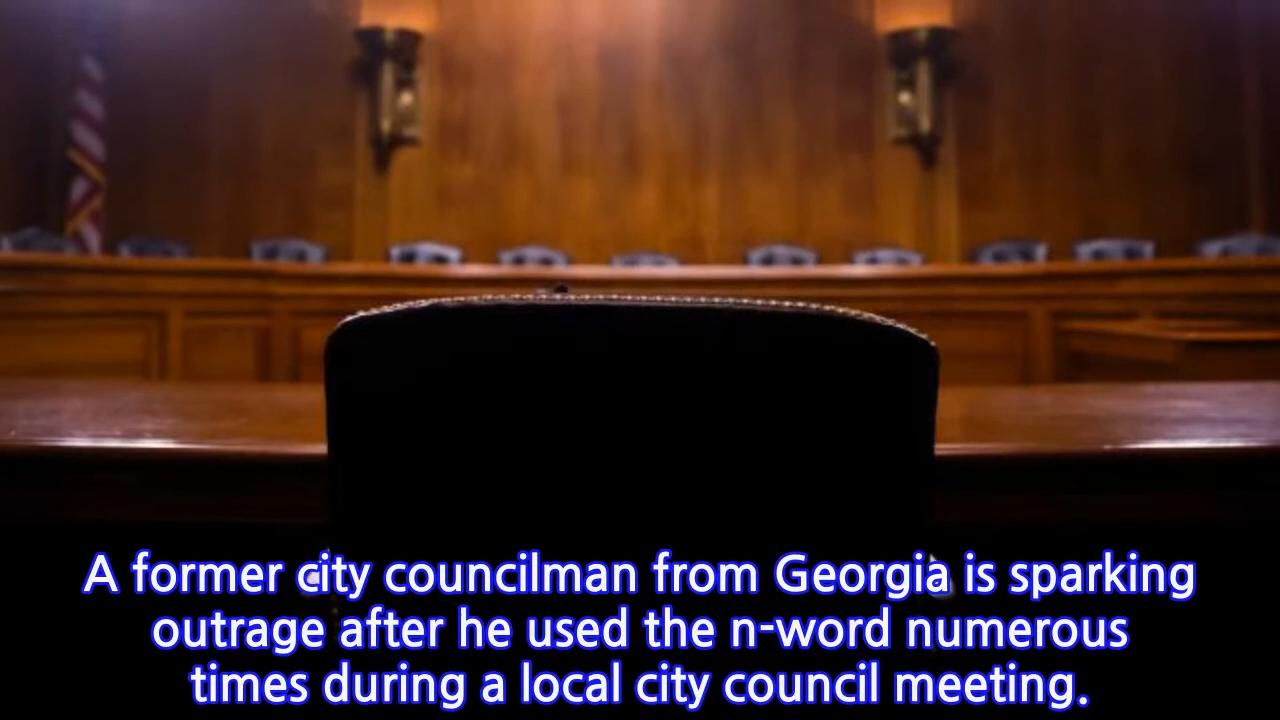 A former city councilman from Georgia is sparking
outrage after he used the n-word numerous
times during a local city council meeting.